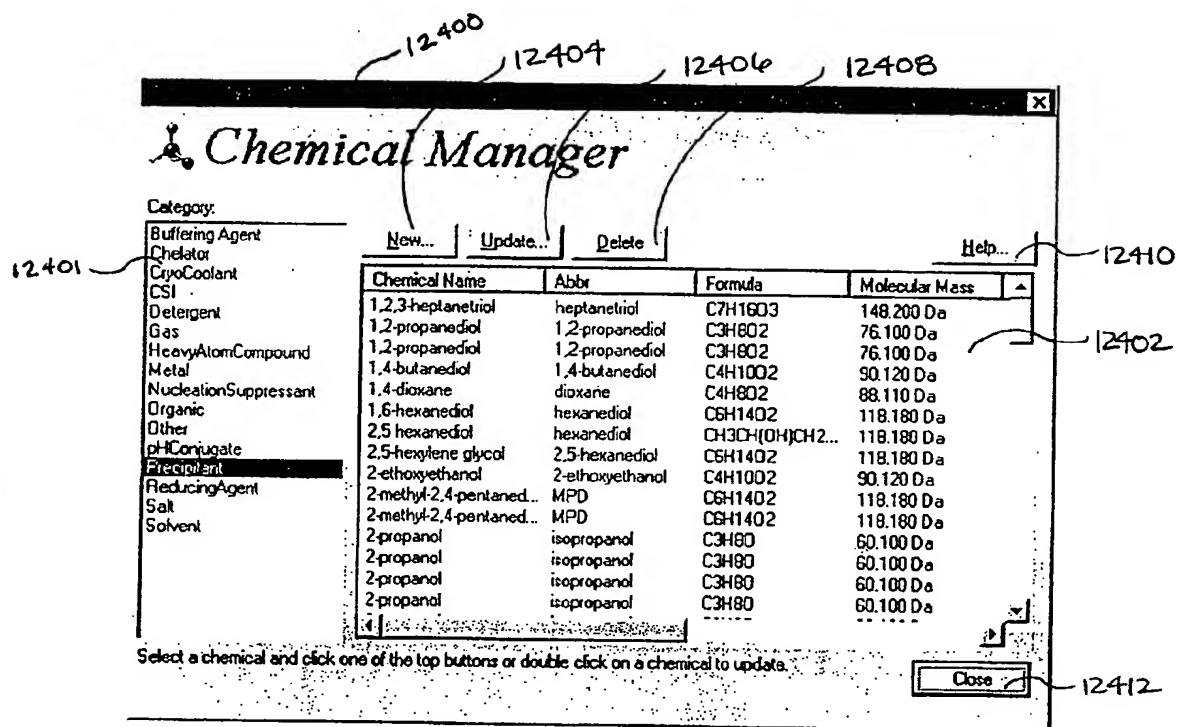 12400
12404
12406
12408
Chemical Manager
Category:
Buffering Agent
Chelator
CryoCoolant
CSI
Detergent
Gas
HeavyAtomCompound
Metal
NucleationSuppressant
Organic
Other
pHConjugate
Precipitant
ReducingAgent
Salt
Solvent
12401
New... Update... Delete Help...
12410
Chemical Name Abbr Formula Molecular Mass
1,2,3-heptanetriol heptanetriol C7H16O3 148.200 Da
1,2-propanediol 1,2-propanediol C3H8O2 76.100 Da
1,2-propanediol 1,2-propanediol C3H8O2 76.100 Da
1,4-butanediol 1,4-butanediol C4H10O2 90.120 Da
1,4-dioxane dioxane C4H8O2 88.110 Da
1,6-hexanediol hexanediol C6H14O2 118.180 Da
2,5 hexanediol hexanediol CH3CH(OH)CH2... 118.180 Da
2,5-hexylene glycol 2,5-hexanediol C6H14O2 118.180 Da
2-ethoxyethanol 2-ethoxyethanol C4H10O2 90.120 Da
2-methyl-2,4-pentaned... MPD C6H14O2 118.180 Da
2-methyl-2,4-pentaned... MPD C6H14O2 118.180 Da
2-propanol isopropanol C3H8O 60.100 Da
2-propanol isopropanol C3H8O 60.100 Da
2-propanol isopropanol C3H8O 60.100 Da
2-propanol isopropanol C3H8O 60.100 Da
12402
Select a chemical and click one of the top buttons or double click on a chemical to update.
Close
12412